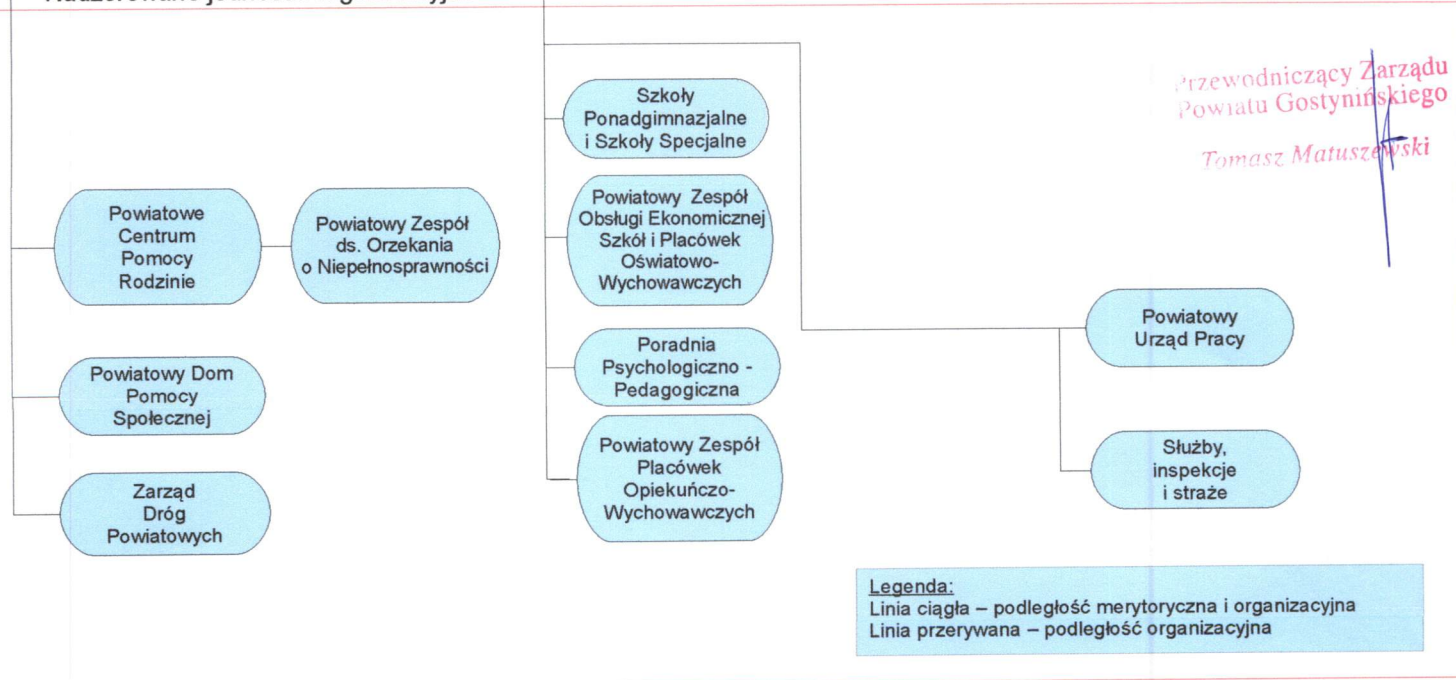 Przewodniczący Zarządu
Powiatu Gostynińskiego
Tomasz Matuszewski
Szkoły
Ponadgimnazjalne
i Szkoły Specjalne
Powiatowe
Centrum
Pomocy
Rodzinie
Powiatowy Zespół
ds. Orzekania
o Niepełnosprawności
Powiatowy Zespół
Obsługi Ekonomicznej
Szkół i Placówek
Oświatowo-
Wychowawczych
Powiatowy
Urząd Pracy
Poradnia
Psychologiczno -
Pedagogiczna
Powiatowy Dom
Pomocy
Społecznej
Powiatowy Zespół
Placówek
Opiekuńczo-
Wychowawczych
Służby,
inspekcje
i straże
Zarząd
Dróg
Powiatowych
Legenda:
Linia ciągła – podległość merytoryczna i organizacyjna
Linia przerywana – podległość organizacyjna